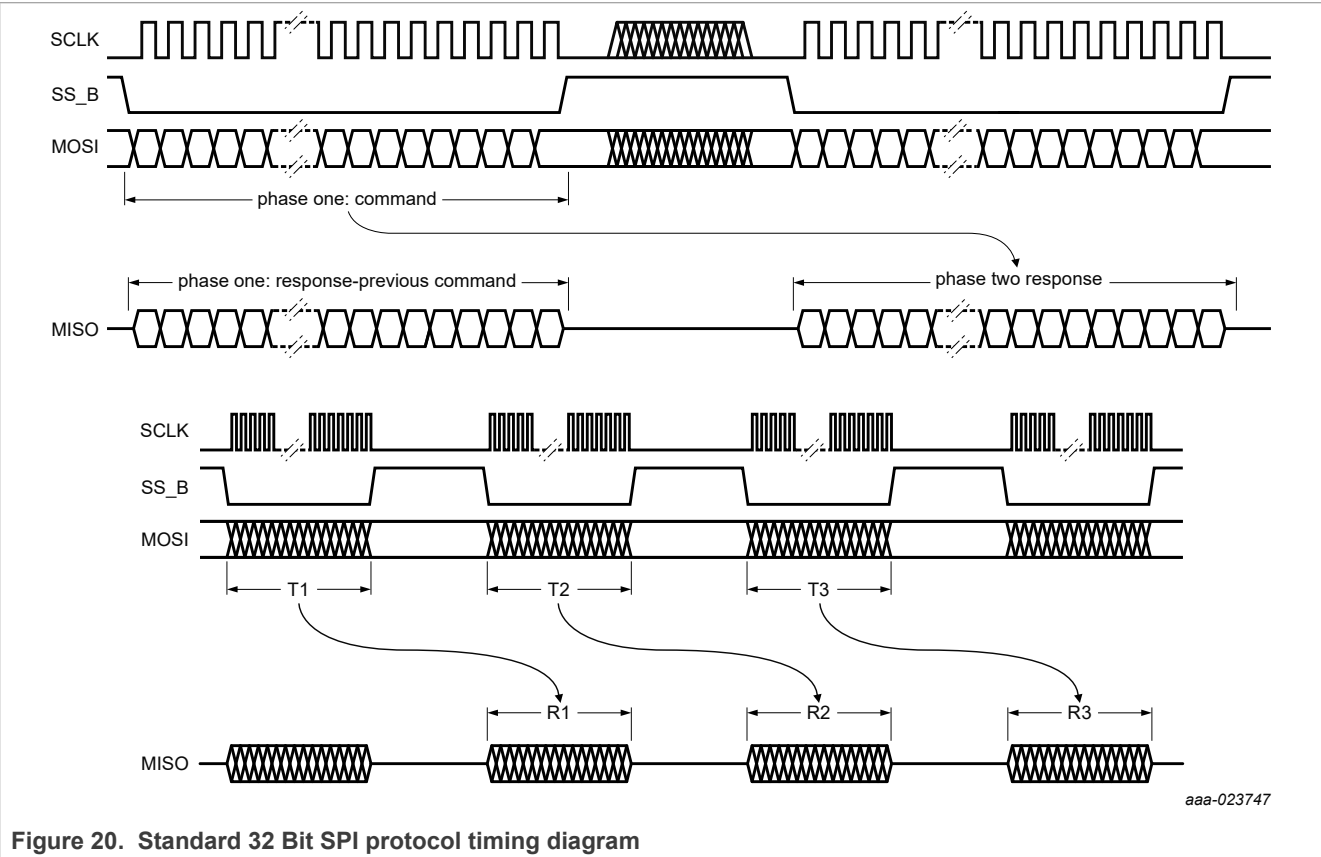 SCLK
SS_B
MOSI
phase one: command
phase one: response-previous command
phase two response
MISO
SCLK
SS_B
MOSI
T1 T2 T3
R1 R2 R3
MISO
aaa-023747
Figure 20. Standard 32 Bit SPI protocol timing diagram